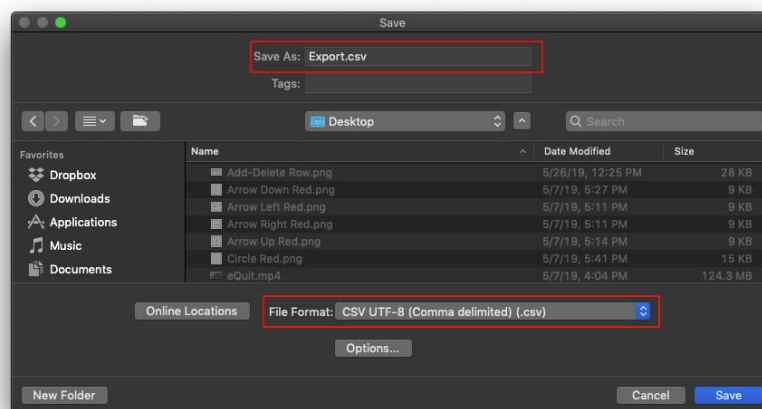 Save
Save As: Export.csv
Tags:
Desktop
Search
Favorites
Dropbox
Downloads
Applications
Music
Documents
Name Date Modified Size
Add-Delete Row.png 5/26/19, 12:25 PM 28 KB
Arrow Down Red.png 5/7/19, 5:27 PM 9 KB
Arrow Left Red.png 5/7/19, 5:11 PM 9 KB
Arrow Right Red.png 5/7/19, 5:11 PM 9 KB
Arrow Up Red.png 5/7/19, 5:14 PM 9 KB
Circle Red.png 5/7/19, 5:41 PM 15 KB
eQuit.mp4 5/7/19, 4:04 PM 124.3 MB
Online Locations File Format: CSV UTF-8 (Comma delimited) (.csv)
Options...
New Folder Cancel Save